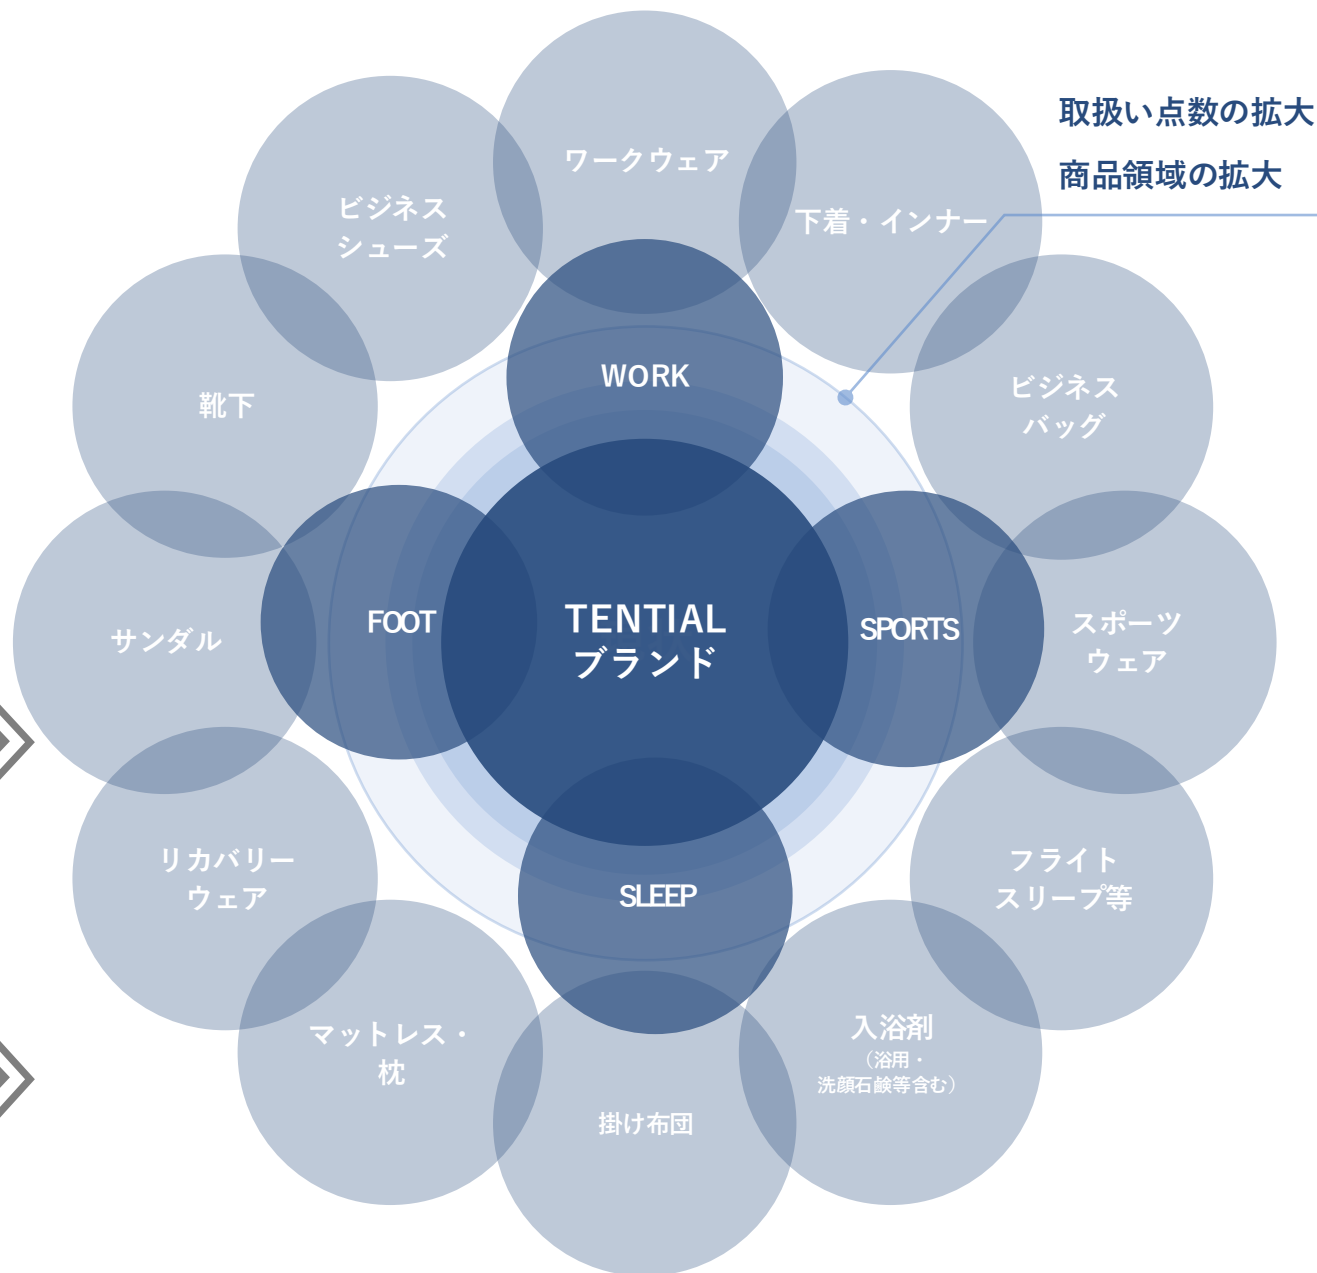 取扱い点数の拡大
商品領域の拡大
ワークウェア
下着・インナー
ビジネス
シューズ
ビジネス
バッグ
靴下
WORK
サンダル
FOOT
TENTIAL
ブランド
SPORTS
スポーツ
ウェア
リカバリー
ウェア
SLEEP
フライト
スリープ等
マットレス・
枕
掛け布団
入浴剤
（浴用・
洗顔石鹸等含む）